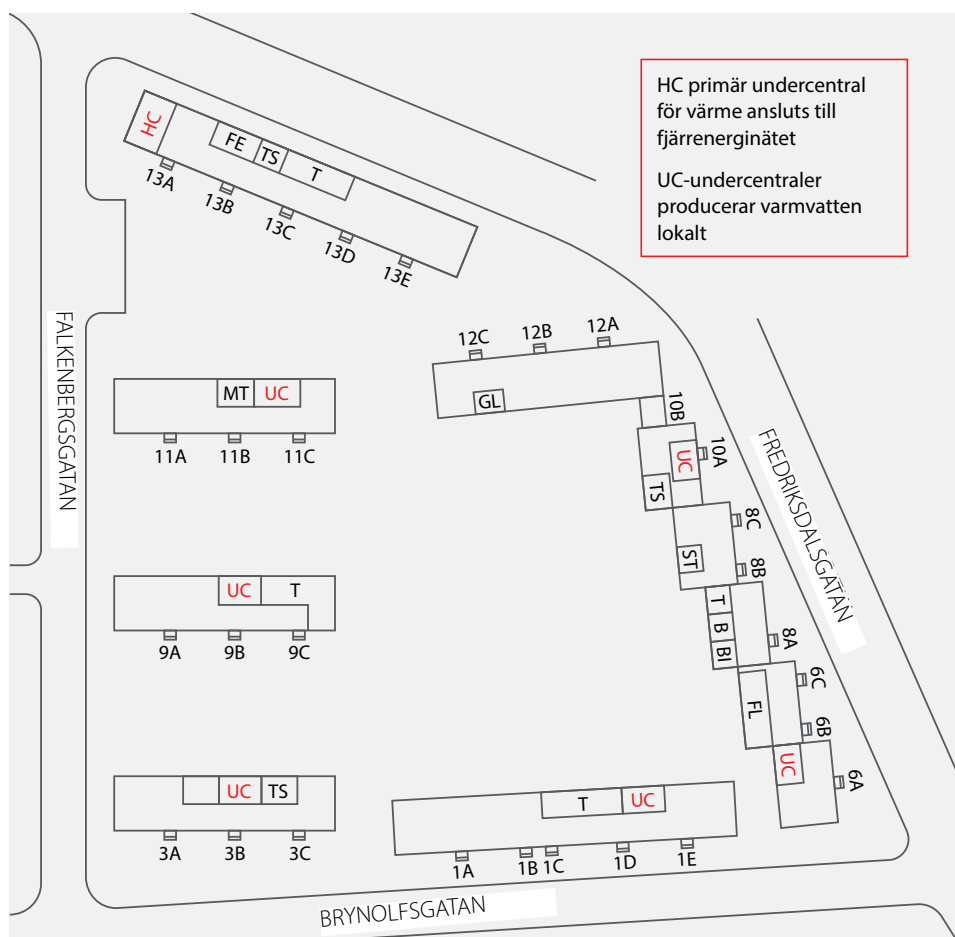 HC primär undercentral
för värme ansluts till
fjärrenerginätet
UC-undercentraler
producerar varmvatten
lokalt
HC
FE
TS
T
13A
13B
13C
13D
13E
FALKENBERGSGATAN
12C
12B
12A
GL
10B
10A
UC
TS
FREDRIKSDALSGATAN
MT
UC
11A
11B
11C
8C
ST
8B
UC
T
9A
9B
9C
T
B
BI
8A
6C
FL
6B
UC
6A
UC
TS
3A
3B
3C
T
UC
1A
1B
1C
1D
1E
BRYNOLFSGATAN